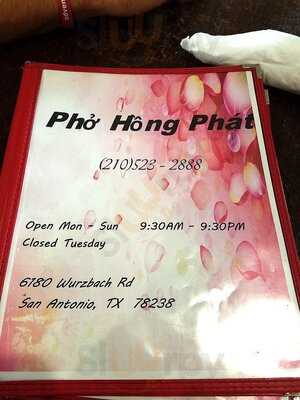 Phở Hồng Phát
(210)523 - 2888
Open Mon - Sun 9:30AM - 9:30PM
Closed Tuesday
6780 Wurzbach Rd
San Antonio, TX 78238